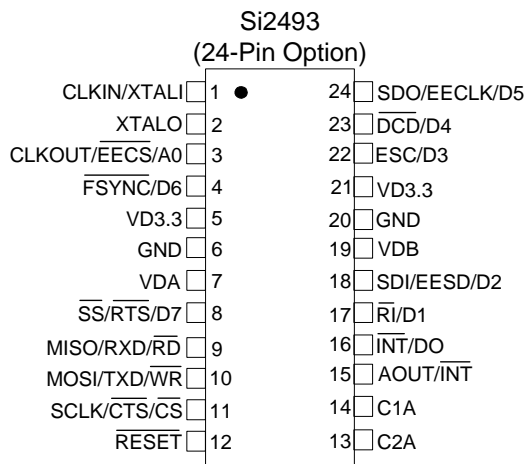 Si2493
(24-Pin Option)
CLKIN/XTALI 1 24 SDO/EECLK/D5
XTALO 2 23 DCD/D4
CLKOUT/EECS/A0 3 22 ESC/D3
FSYNC/D6 4 21 VD3.3
VD3.3 5 20 GND
GND 6 19 VDB
VDA 7 18 SDI/EESD/D2
SS/RTS/D7 8 17 RI/D1
MISO/RXD/RD 9 16 INT/DO
MOSI/TXD/WR 10 15 AOUT/INT
SCLK/CTS/CS 11 14 C1A
RESET 12 13 C2A